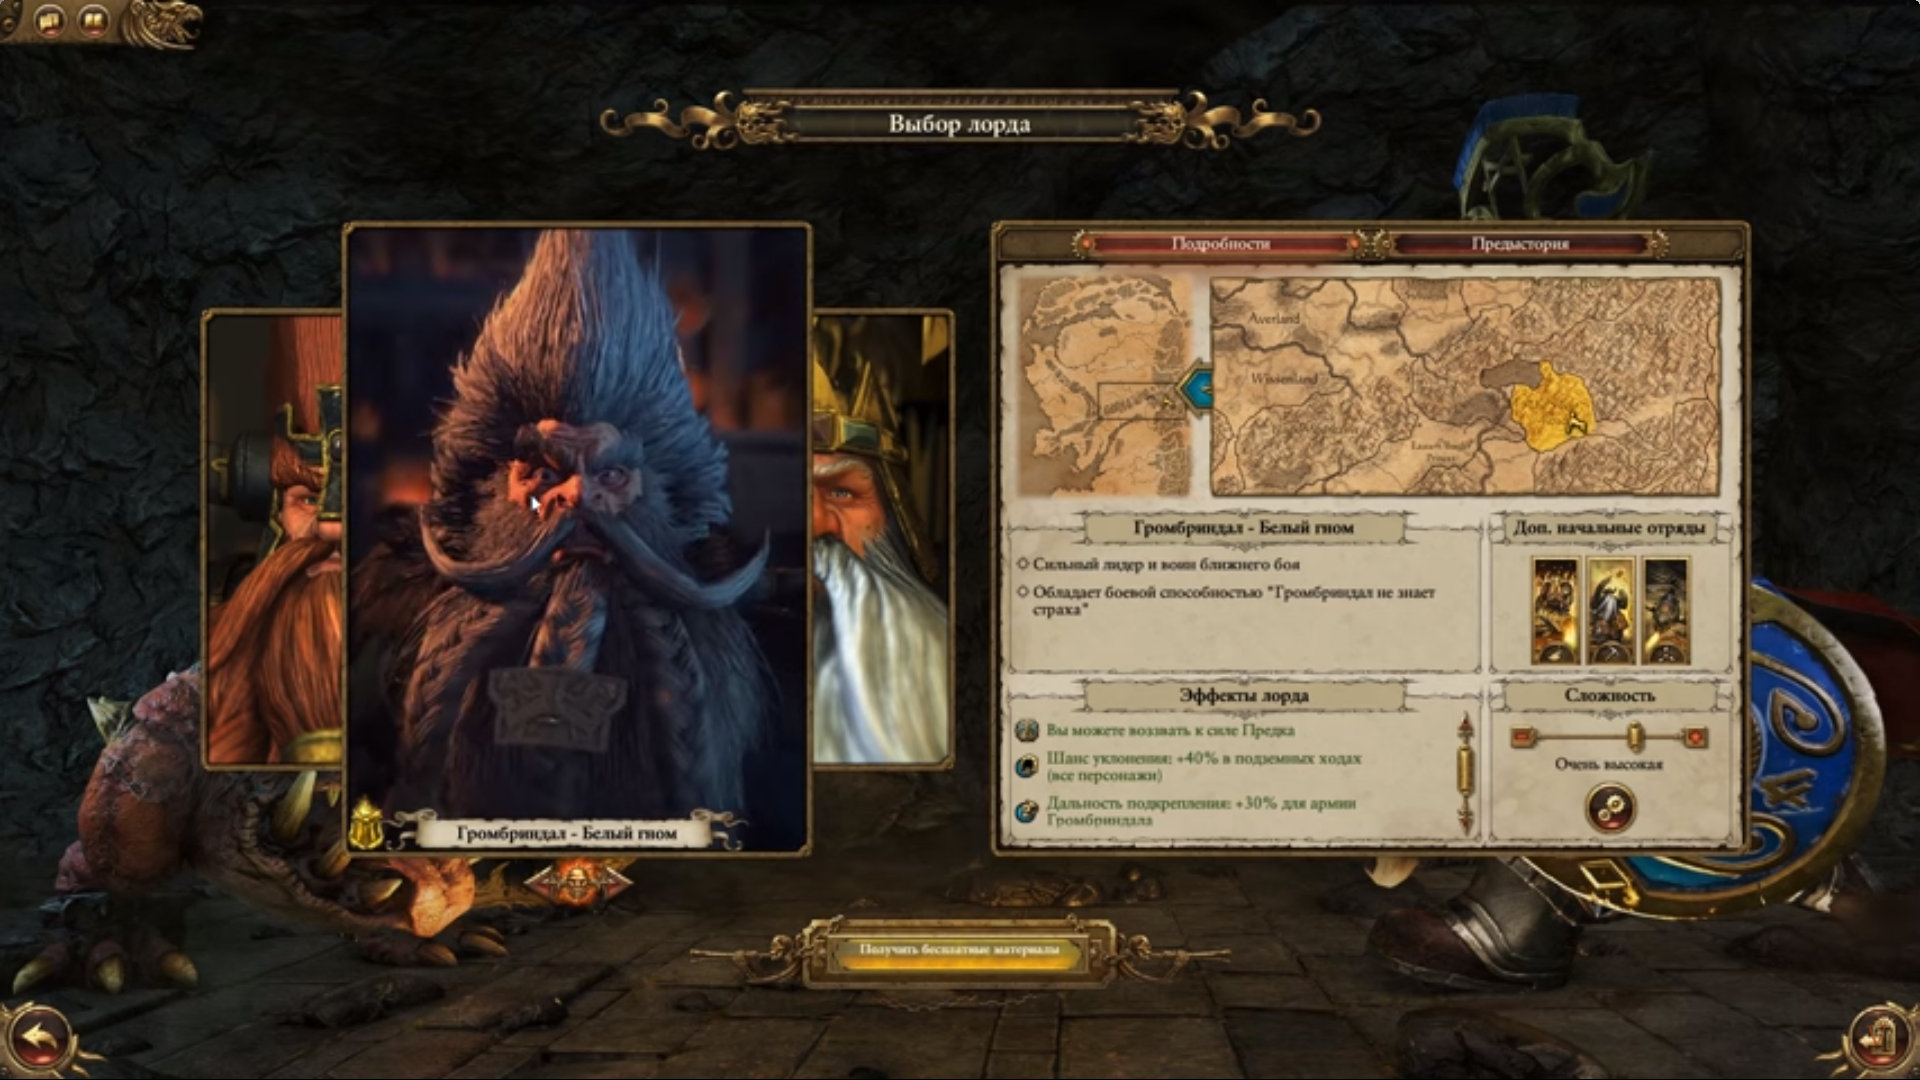 Выбор лорда
Подробности
Предыстория
Averland
Wissenland
Громбриндал - Белый гном
Доп. начальные отряды
Сильный лидер и воин ближнего боя
Обладает боевой способностью "Громбриндал не знает
страха"
Эффекты лорда
Сложность
Вы можете воззвать к силе Предка
Шанс уклонения: +40% в подземных ходах
(все персонажи)
Дальность подкрепления: +30% для армии
Громбриндала
Очень высокая
Громбриндал - Белый гном
Получить бесплатные материалы